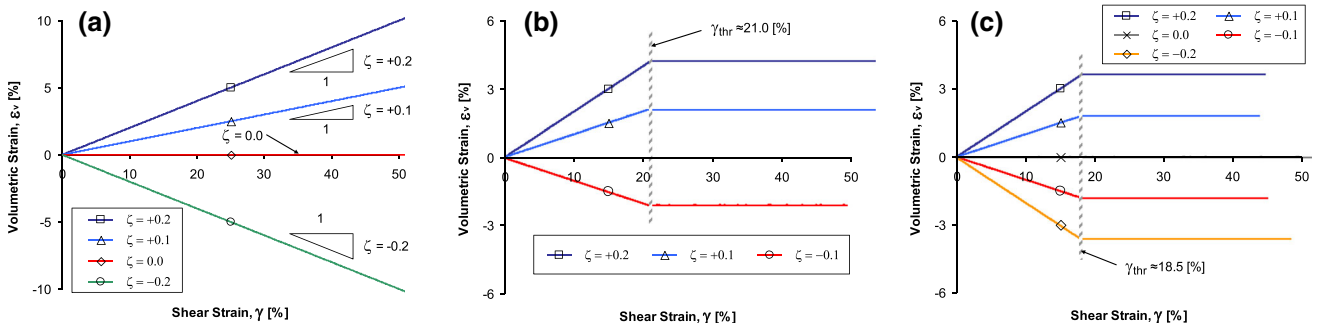 (a)
Volumetric Strain, εv [%]
10
5
0
-5
-10
0
10
20
30
40
50
Shear Strain, γ [%]
ζ = +0.2
1
ζ = +0.1
1
ζ = 0.0
1
ζ = -0.2
ζ = +0.2
ζ = +0.1
ζ = 0.0
ζ = −0.2
(b)
Volumetric Strain, εv [%]
6
3
0
-3
-6
0
10
20
30
40
50
Shear Strain, γ [%]
γthr ≈21.0 [%]
ζ = +0.2
ζ = +0.1
ζ = −0.1
(c)
Volumetric Strain, εv [%]
6
3
0
-3
-6
0
10
20
30
40
50
Shear Strain, γ [%]
ζ = +0.2
ζ = +0.1
ζ = 0.0
ζ = −0.1
ζ = −0.2
γthr ≈18.5 [%]